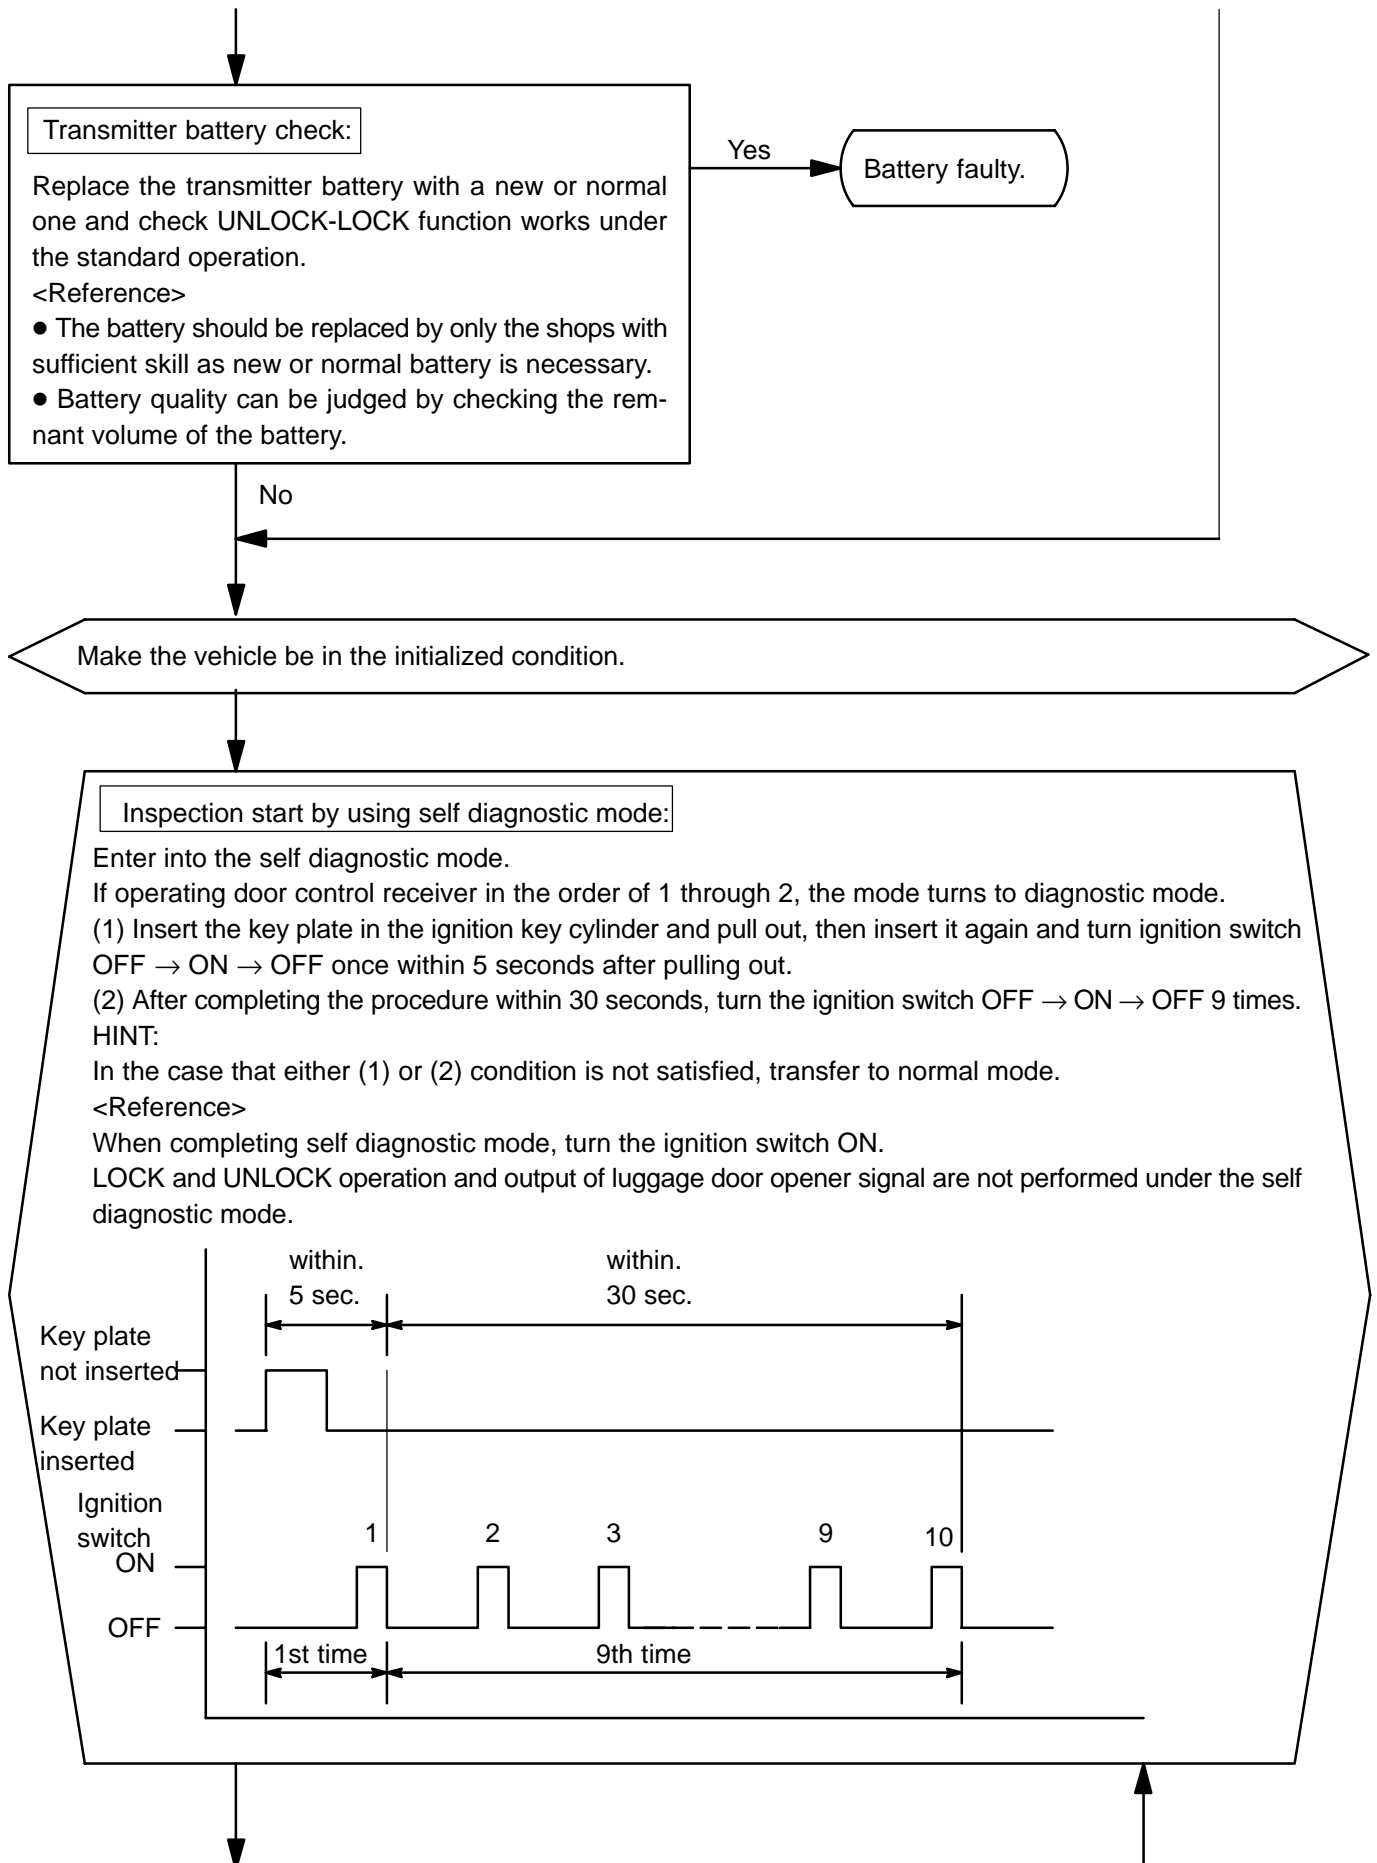 Transmitter battery check:
Replace the transmitter battery with a new or normal
one and check UNLOCK-LOCK function works under
the standard operation.
<Reference>
● The battery should be replaced by only the shops with
sufficient skill as new or normal battery is necessary.
● Battery quality can be judged by checking the rem-
nant volume of the battery.
Yes
Battery faulty.
No
Make the vehicle be in the initialized condition.
Inspection start by using self diagnostic mode:
Enter into the self diagnostic mode.
If operating door control receiver in the order of 1 through 2, the mode turns to diagnostic mode.
(1) Insert the key plate in the ignition key cylinder and pull out, then insert it again and turn ignition switch
OFF → ON → OFF once within 5 seconds after pulling out.
(2) After completing the procedure within 30 seconds, turn the ignition switch OFF → ON → OFF 9 times.
HINT:
In the case that either (1) or (2) condition is not satisfied, transfer to normal mode.
<Reference>
When completing self diagnostic mode, turn the ignition switch ON.
LOCK and UNLOCK operation and output of luggage door opener signal are not performed under the self
diagnostic mode.
within. within.
5 sec. 30 sec.
Key plate
not inserted
Key plate
inserted
Ignition
switch 1 2 3 9 10
ON
OFF
1st time 9th time